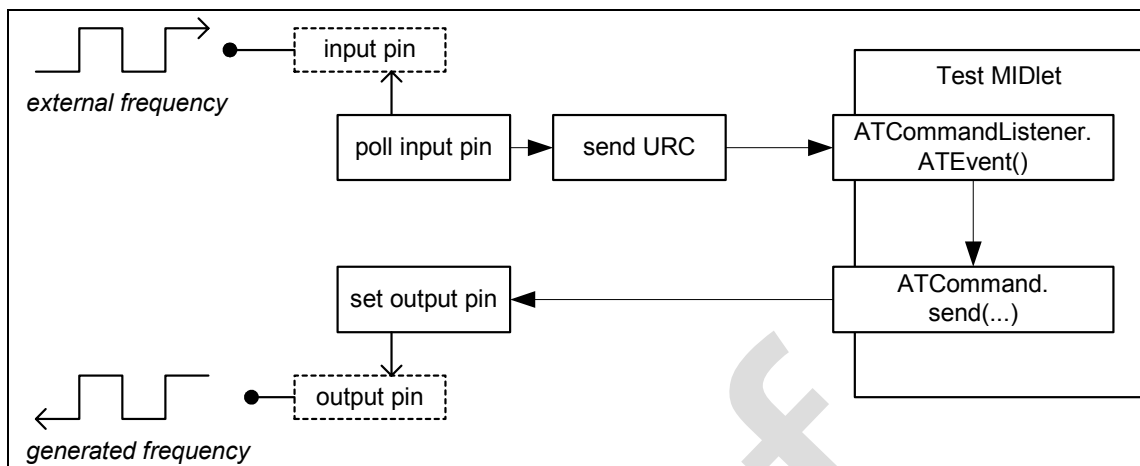 input pin
external frequency
Test MIDlet
poll input pin
send URC
ATCommandListener.
ATEvent()
set output pin
ATCommand.
send(...)
output pin
generated frequency